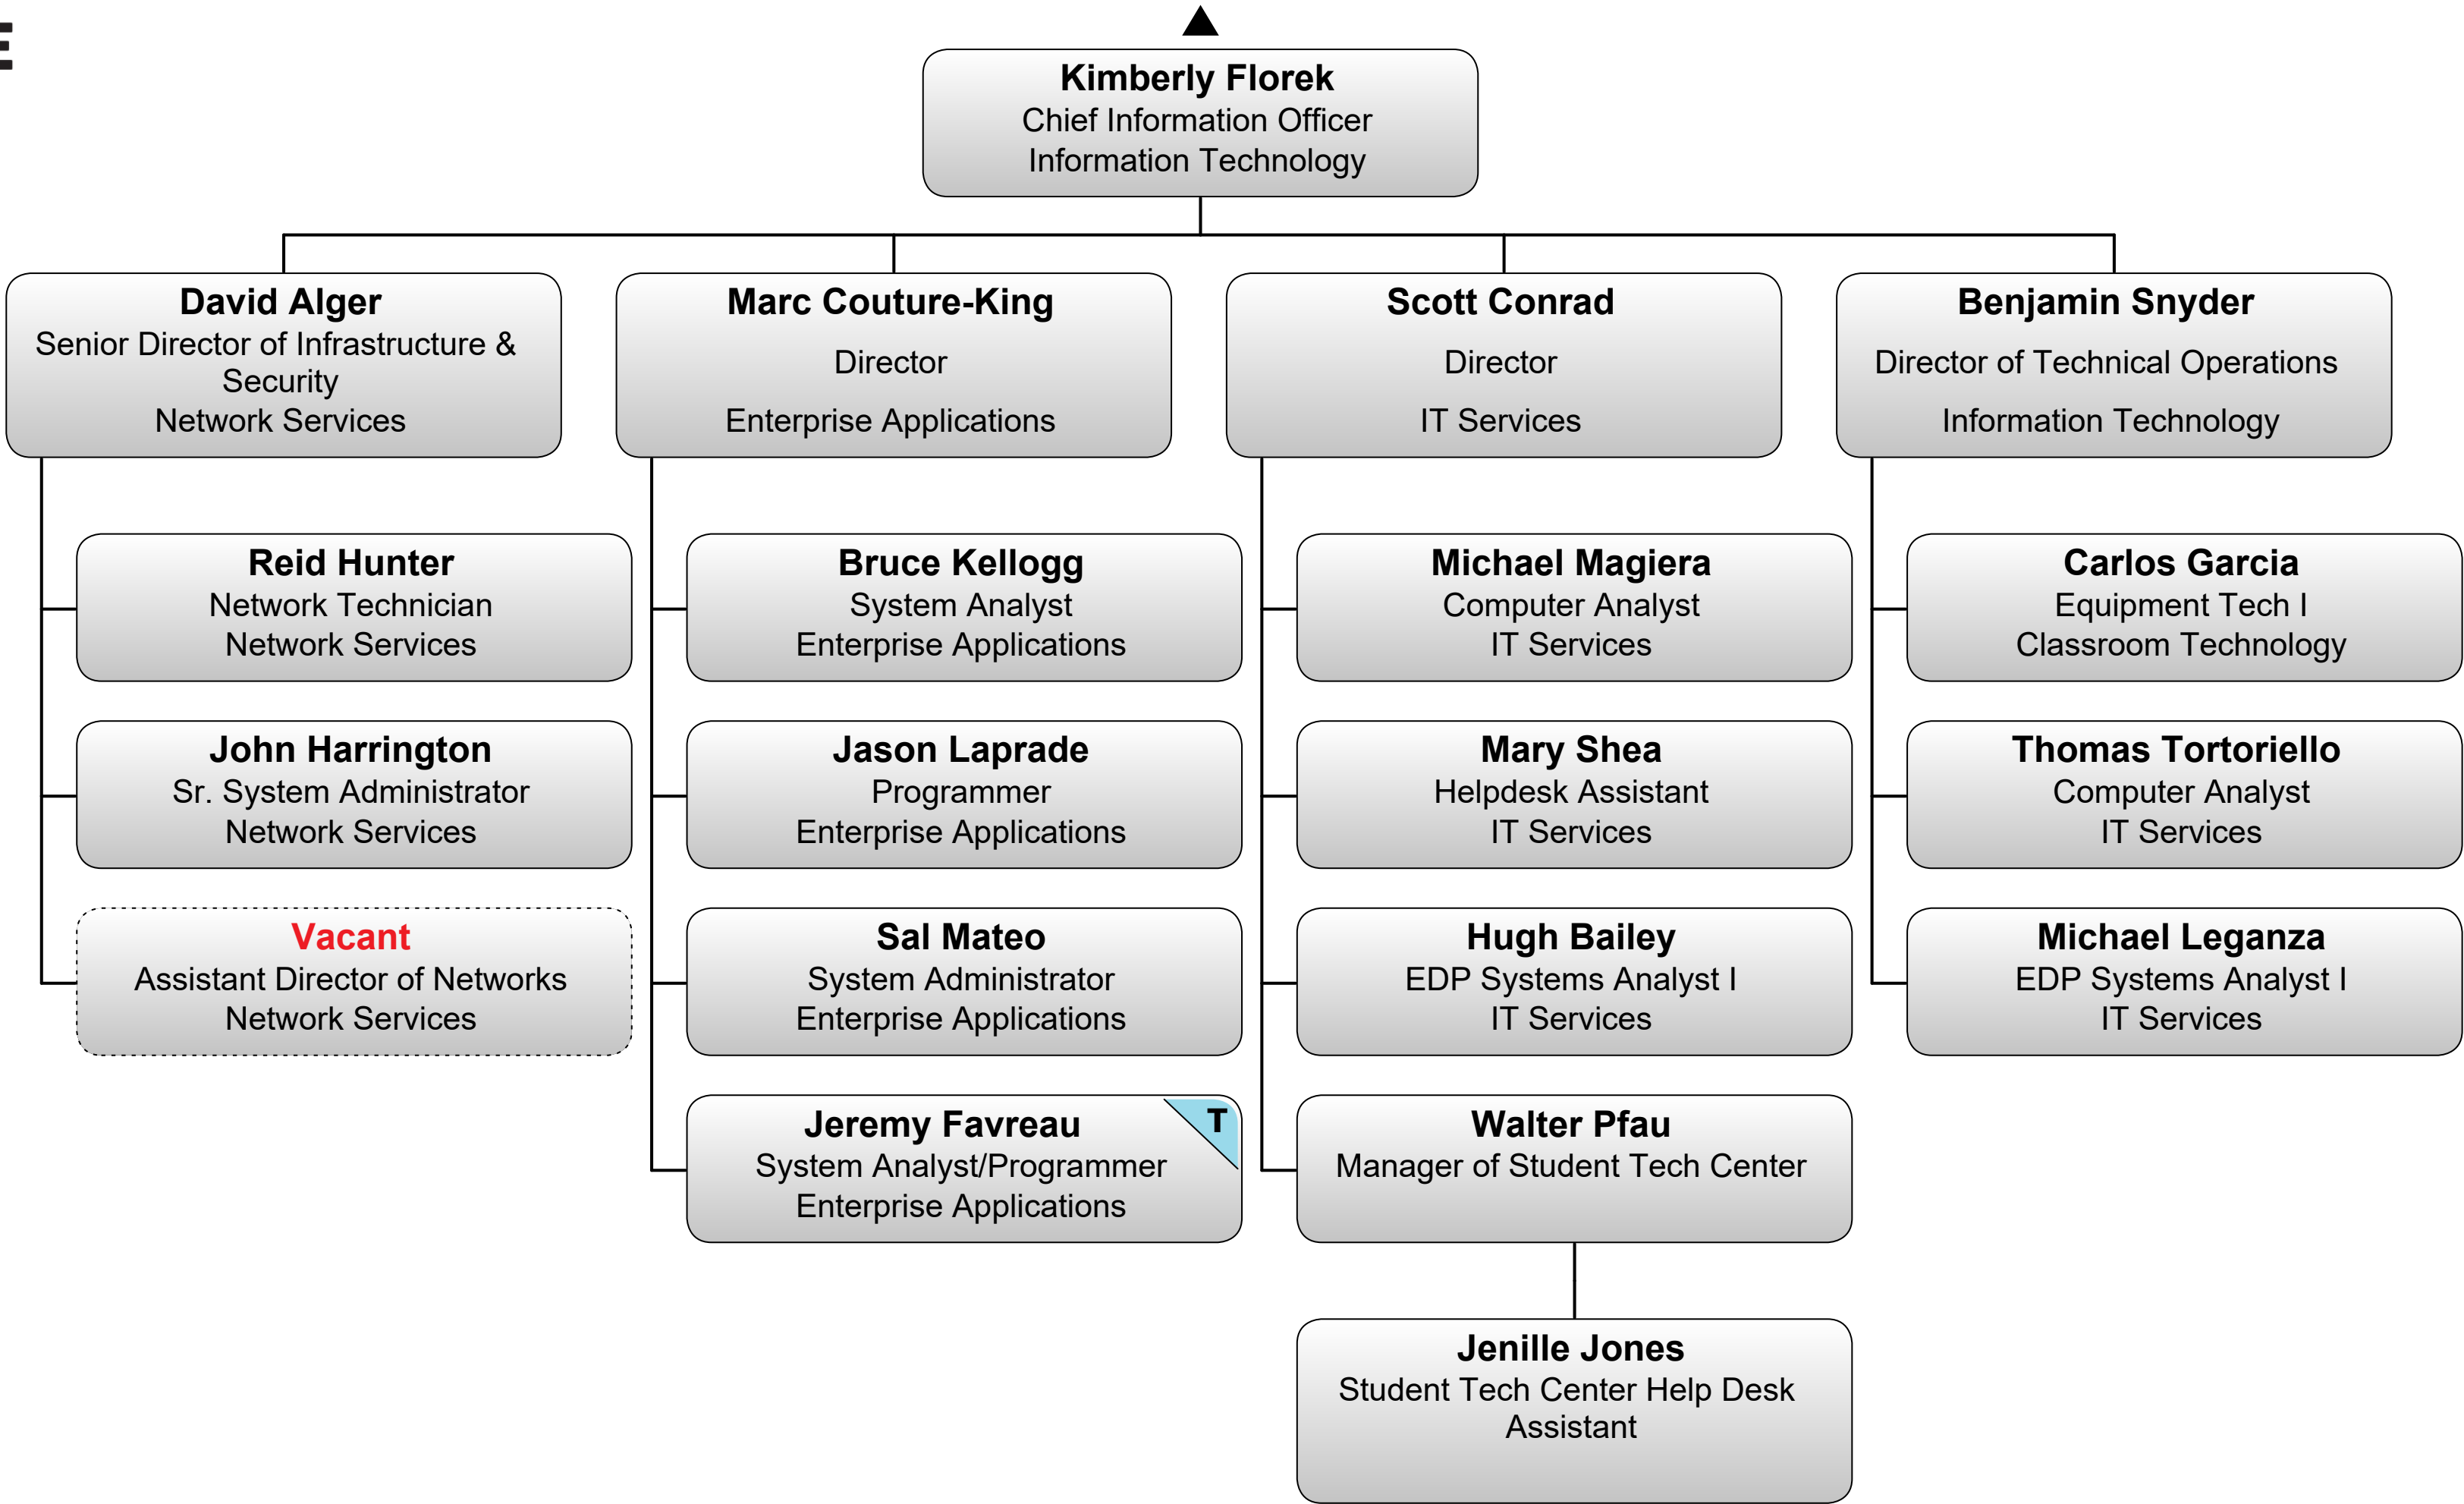 E
Kimberly Florek
Chief Information Officer
Information Technology
David Alger
Senior Director of Infrastructure &
Security
Network Services
Marc Couture-King
Director
Enterprise Applications
Scott Conrad
Director
IT Services
Benjamin Snyder
Director of Technical Operations
Information Technology
Reid Hunter
Network Technician
Network Services
John Harrington
Sr. System Administrator
Network Services
Vacant
Assistant Director of Networks
Network Services
Bruce Kellogg
System Analyst
Enterprise Applications
Jason Laprade
Programmer
Enterprise Applications
Sal Mateo
System Administrator
Enterprise Applications
Jeremy Favreau
T
System Analyst/Programmer
Enterprise Applications
Michael Magiera
Computer Analyst
IT Services
Mary Shea
Helpdesk Assistant
IT Services
Hugh Bailey
EDP Systems Analyst I
IT Services
Walter Pfau
Manager of Student Tech Center
Jenille Jones
Student Tech Center Help Desk
Assistant
Carlos Garcia
Equipment Tech I
Classroom Technology
Thomas Tortoriello
Computer Analyst
IT Services
Michael Leganza
EDP Systems Analyst I
IT Services